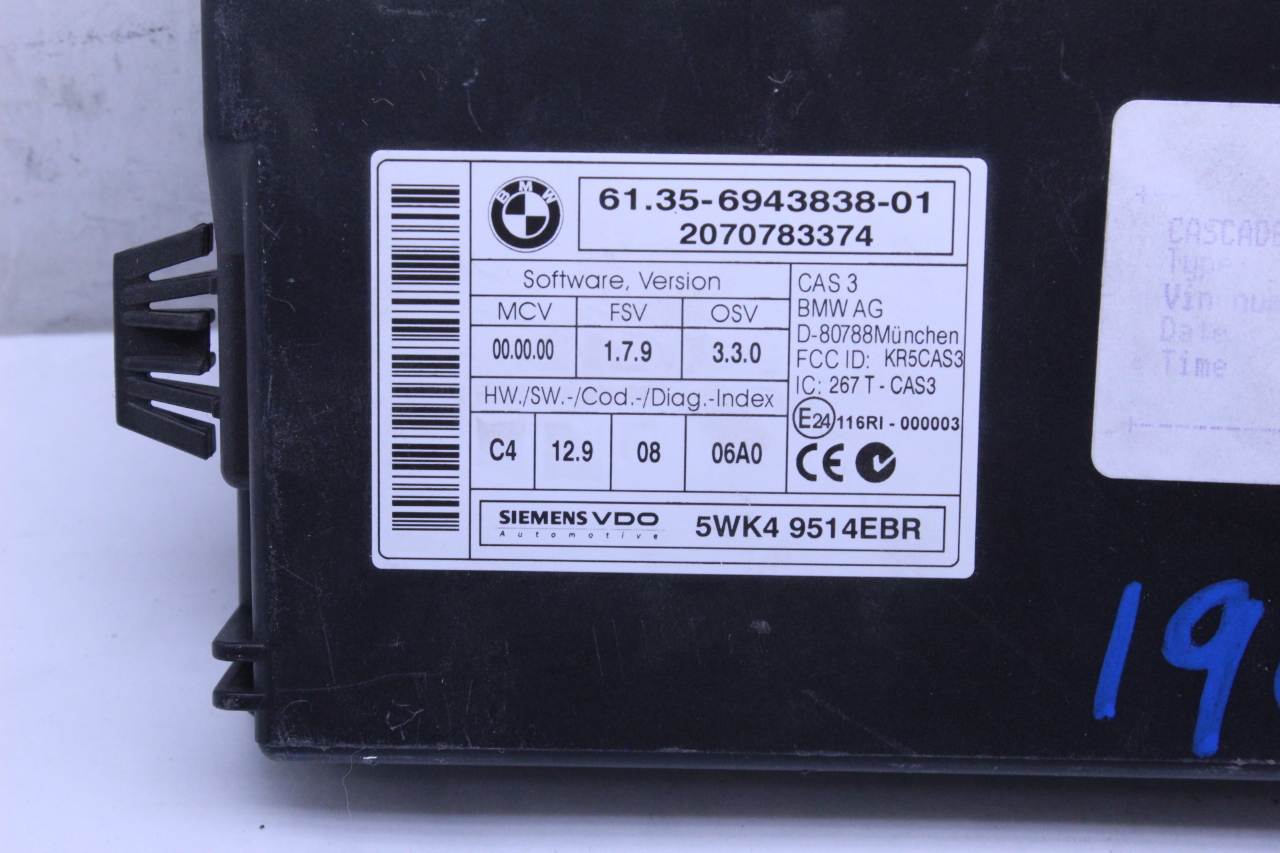 BMW
61.35-6943838-01
2070783374
Software, Version
MCV FSV OSV
00.00.00 1.7.9 3.3.0
HW./SW.-/Cod.-/Diag.-Index
C4 12.9 08 06A0
CAS 3
BMW AG
D-80788München
FCC ID: KR5CAS3
IC: 267 T - CAS3
E24 116RI - 000003
CE
SIEMENS VDO
Automotive
5WK4 9514EBR
Type
Vin
Date
Time
19